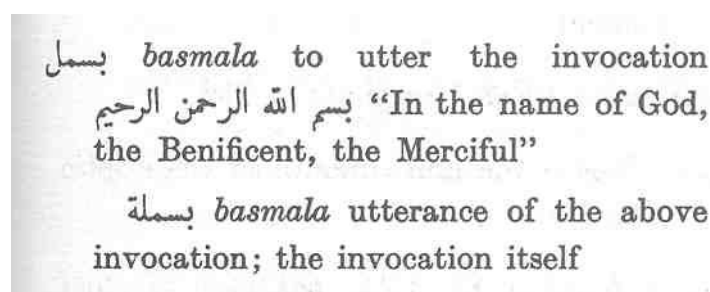 بسمل basmala to utter the invocation
بسم الله الرحمن الرحيم “In the name of God,
the Benificent, the Merciful”
بسملة basmala utterance of the above
invocation; the invocation itself